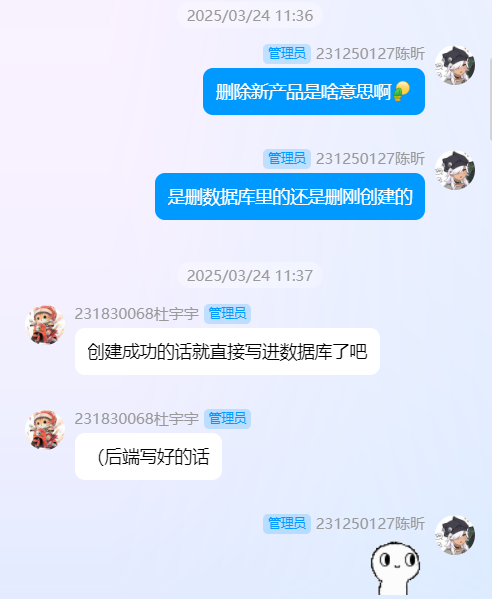 2025/03/24 11:36
管理员 231250127陈昕
删除新产品是啥意思啊
管理员 231250127陈昕
是删数据库里的还是删刚创建的
2025/03/24 11:37
231830068杜宇宇 管理员
创建成功的话就直接写进数据库了吧
231830068杜宇宇 管理员
（后端写好的话
管理员 231250127陈昕